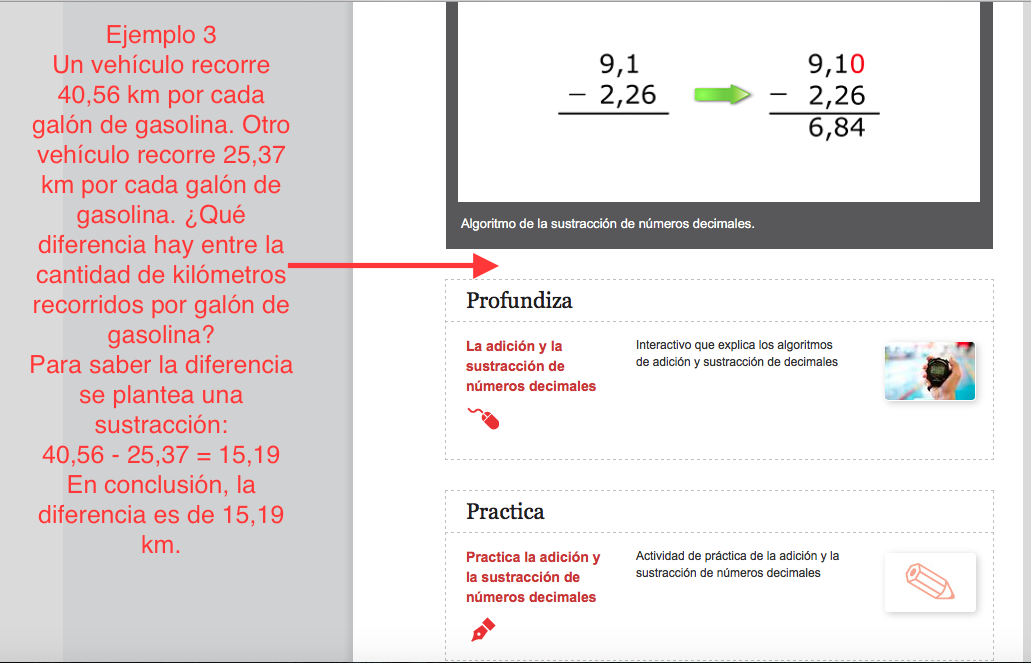 Ejemplo 3
Un vehículo recorre
40,56 km por cada
galón de gasolina. Otro
vehículo recorre 25,37
km por cada galón de
gasolina. ¿Qué
diferencia hay entre la
cantidad de kilómetros
recorridos por galón de
gasolina?
Para saber la diferencia
se plantea una
sustracción:
40,56 - 25,37 = 15,19
En conclusión, la
diferencia es de 15,19
km.
9,1
− 2,26
9,10
− 2,26
6,84
Algoritmo de la sustracción de números decimales.
Profundiza
La adición y la
sustracción de
números decimales
Interactivo que explica los algoritmos
de adición y sustracción de decimales
Practica
Practica la adición y
la sustracción de
números decimales
Actividad de práctica de la adición y la
sustracción de números decimales